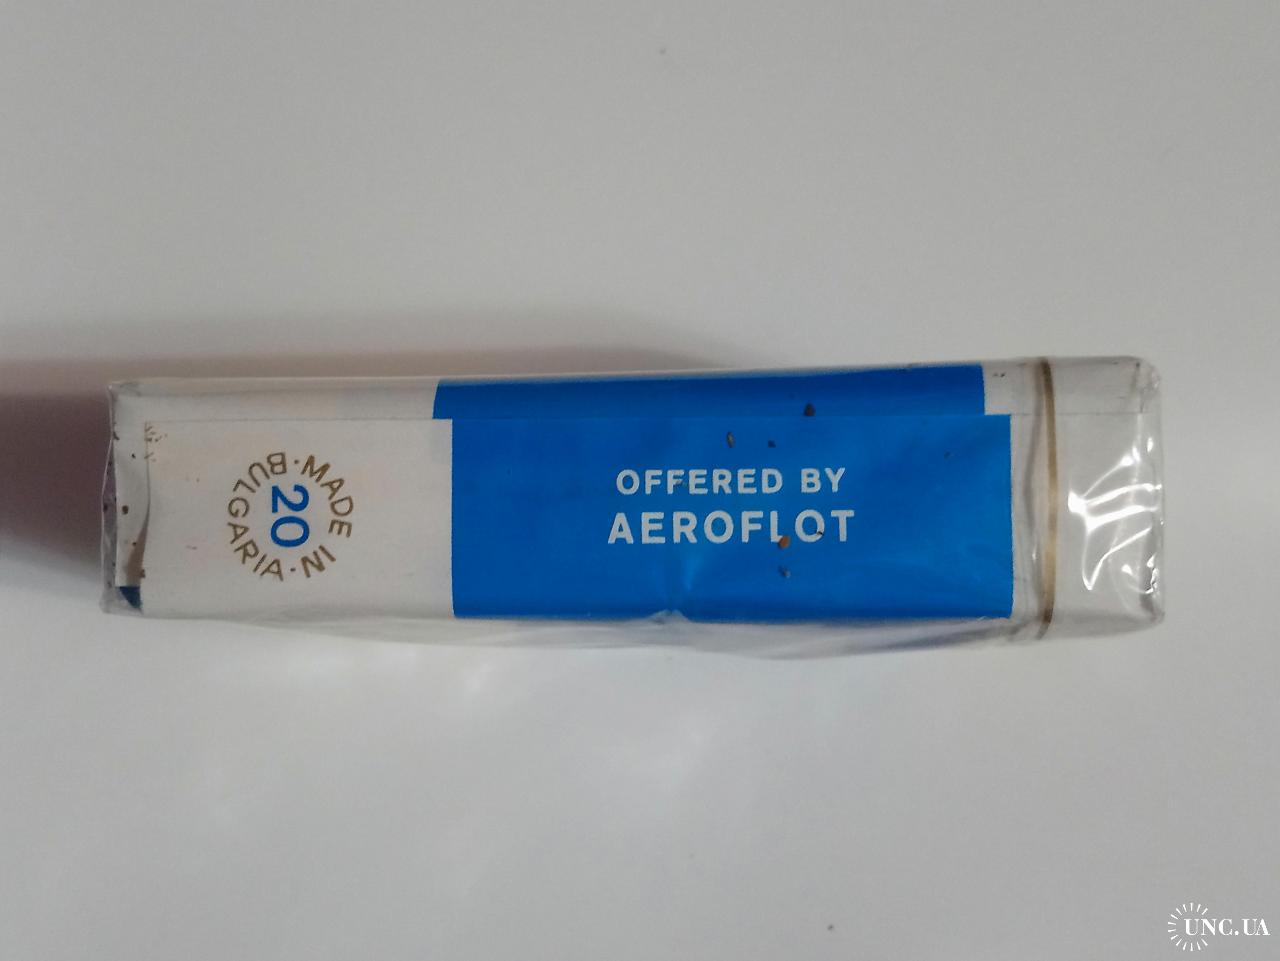 MADE IN · BULGARIA ·
20
OFFERED BY
AEROFLOT
UNC.UA